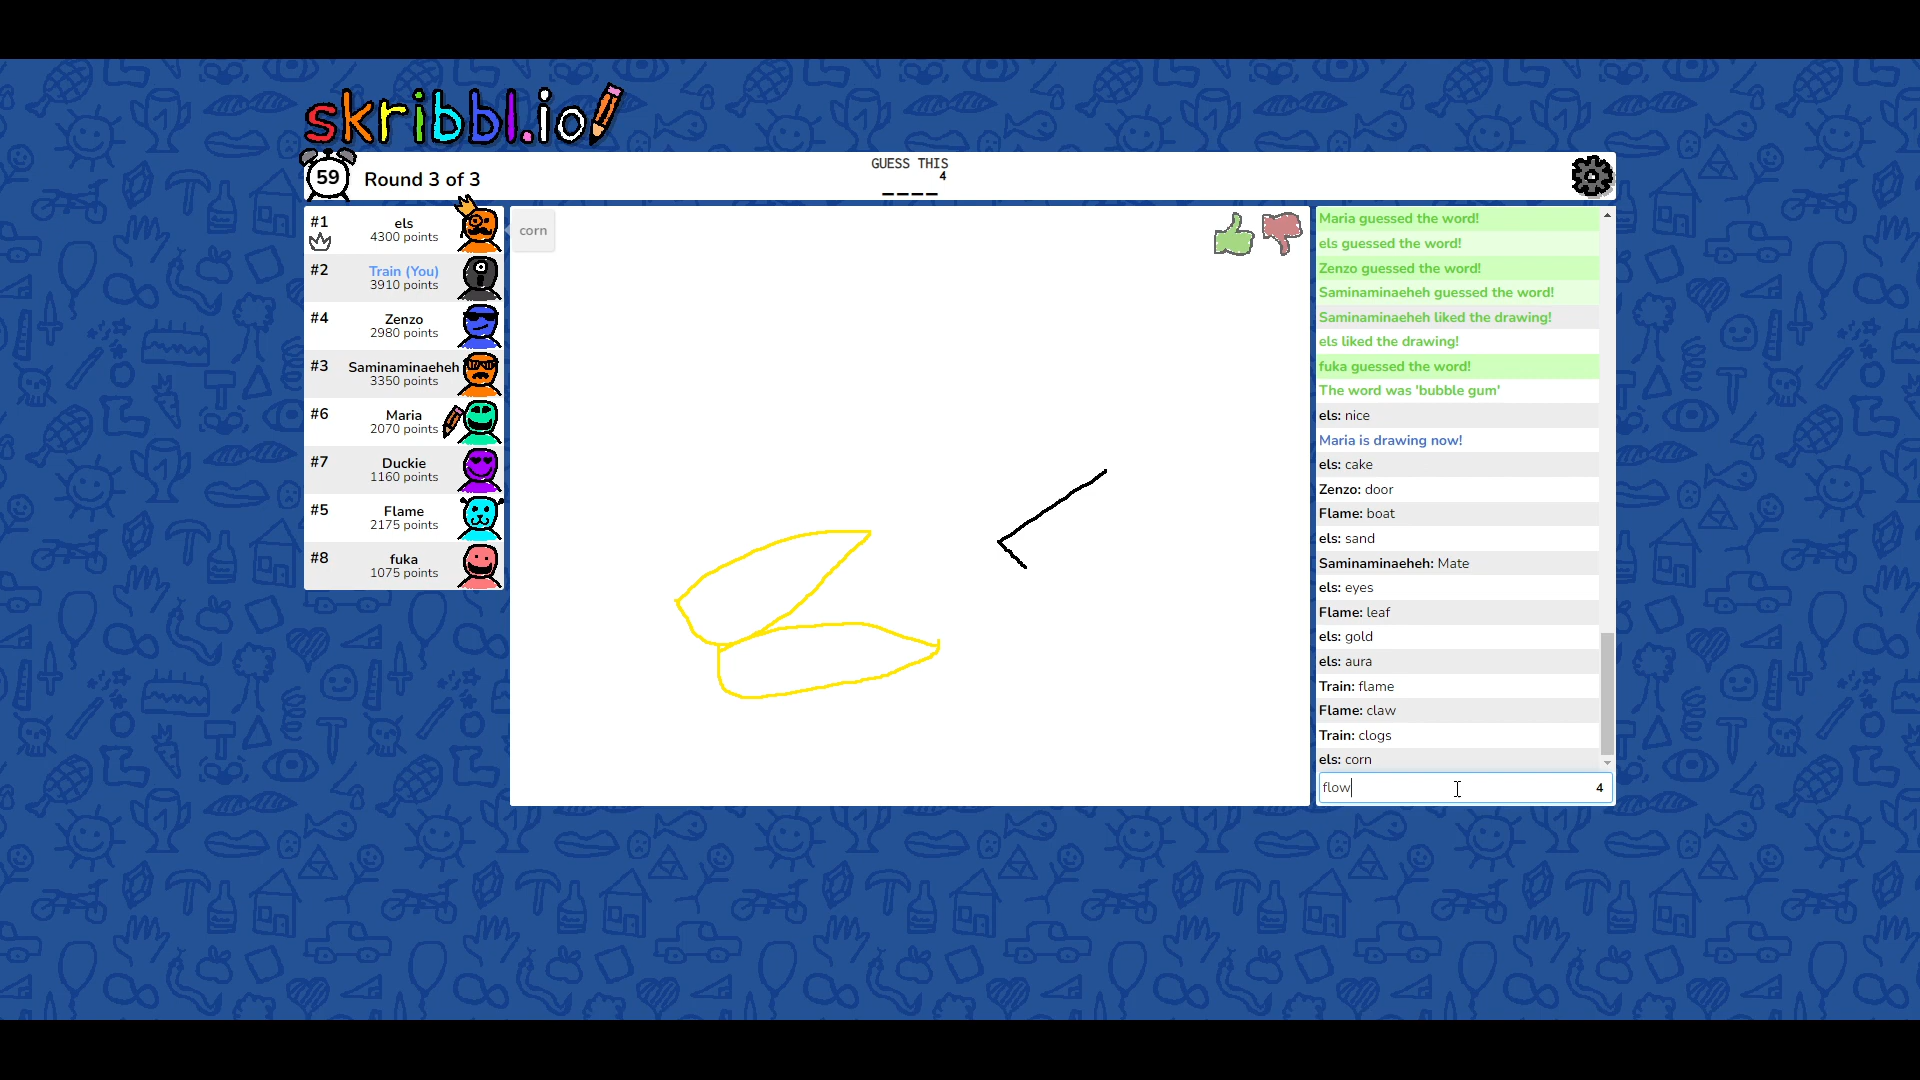 skribbl.io
59
Round 3 of 3
GUESS THIS
4
____
#1
els
4300 points
#2
Train (You)
3910 points
#4
Zenzo
2980 points
#3
Saminaminaeheh
3350 points
#6
Maria
2070 points
#7
Duckie
1160 points
#5
Flame
2175 points
#8
fuka
1075 points
corn
Maria guessed the word!
els guessed the word!
Zenzo guessed the word!
Saminaminaeheh guessed the word!
Saminaminaeheh liked the drawing!
els liked the drawing!
fuka guessed the word!
The word was 'bubble gum'
els: nice
Maria is drawing now!
els: cake
Zenzo: door
Flame: boat
els: sand
Saminaminaeheh: Mate
els: eyes
Flame: leaf
els: gold
els: aura
Train: flame
Flame: claw
Train: clogs
els: corn
flow 4